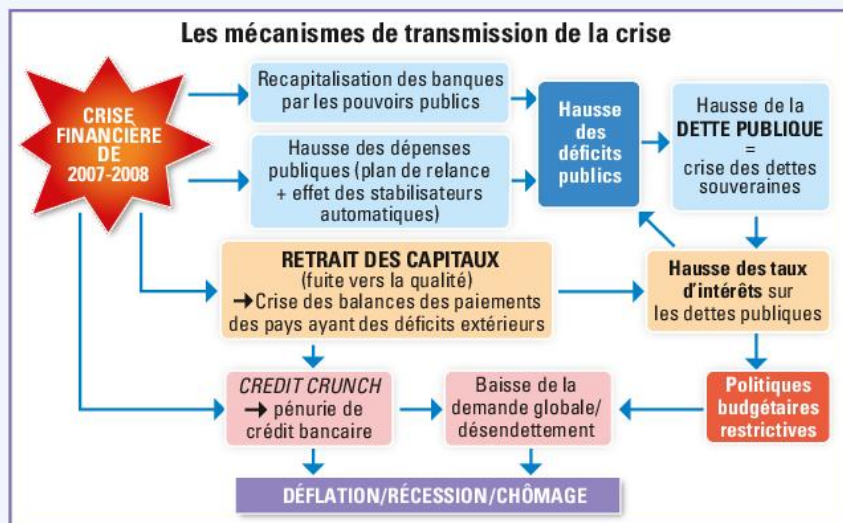 Les mécanismes de transmission de la crise
CRISE
FINANCIÈRE
DE
2007-2008
Recapitalisation des banques
par les pouvoirs publics
Hausse des dépenses
publiques (plan de relance
+ effet des stabilisateurs
automatiques)
Hausse
des
déficits
publics
Hausse de la
DETTE PUBLIQUE
=
crise des dettes
souveraines
RETRAIT DES CAPITAUX
(fuite vers la qualité)
→ Crise des balances des paiements
des pays ayant des déficits extérieurs
Hausse des taux
d'intérêts sur
les dettes publiques
CREDIT CRUNCH
→ pénurie de
crédit bancaire
Baisse de la
demande globale/
désendettement
Politiques
budgétaires
restrictives
DÉFLATION/RÉCESSION/CHÔMAGE